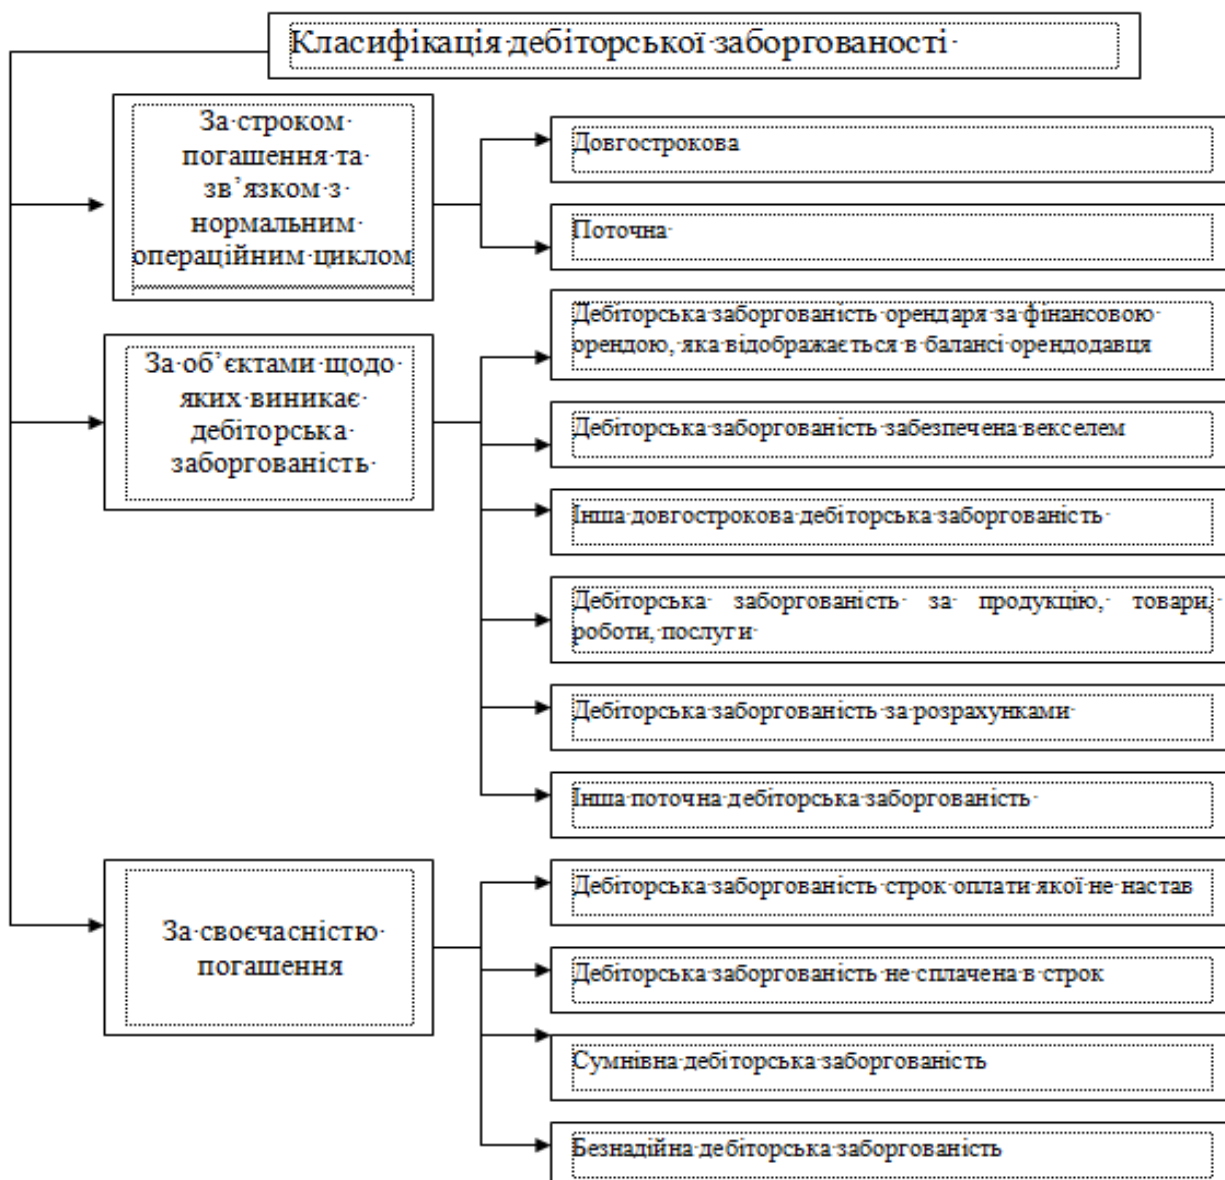 Класифікація дебіторської заборгованості
За строком
погашення та
зв’язком з
нормальним
операційним циклом
Довгострокова
Поточна
За об’єктами щодо
яких виникає
дебіторська
заборгованість
Дебіторська заборгованість орендаря за фінансовою
орендою, яка відображається в балансі орендодавця
Дебіторська заборгованість забезпечена векселем
Інша довгострокова дебіторська заборгованість
Дебіторська заборгованість за продукцію, товари,
роботи, послуги
Дебіторська заборгованість за розрахунками
Інша поточна дебіторська заборгованість
За своєчасністю
погашення
Дебіторська заборгованість строк оплати якої не настав
Дебіторська заборгованість не сплачена в строк
Сумнівна дебіторська заборгованість
Безнадійна дебіторська заборгованість